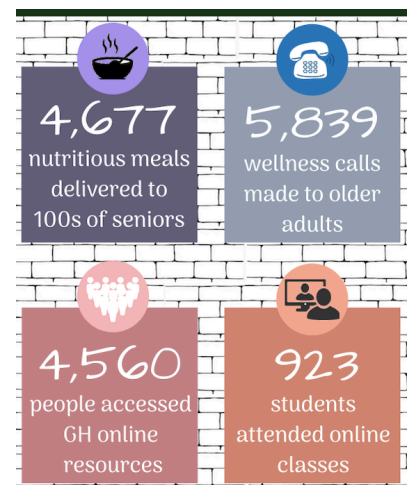 4,677
nutritious meals
delivered to
100s of seniors
5,839
wellness calls
made to older
adults
4,560
people accessed
GH online
resources
923
students
attended online
classes